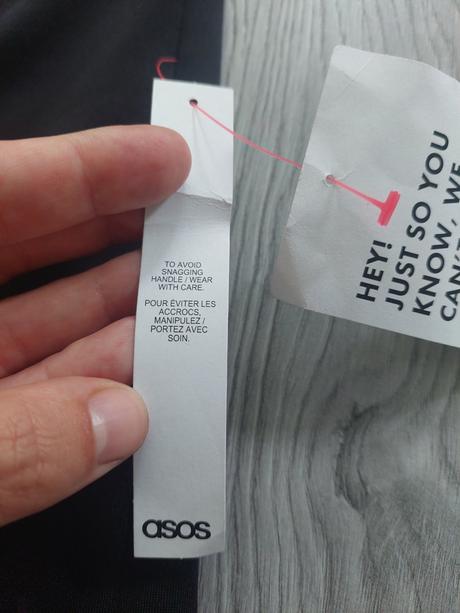 TO AVOID
SNAGGING
HANDLE / WEAR
WITH CARE.
POUR ÉVITER LES
ACCROCS,
MANIPULEZ /
PORTEZ AVEC
SOIN.
asos
HEY!
JUST SO YOU
KNOW, WE
CAN'T